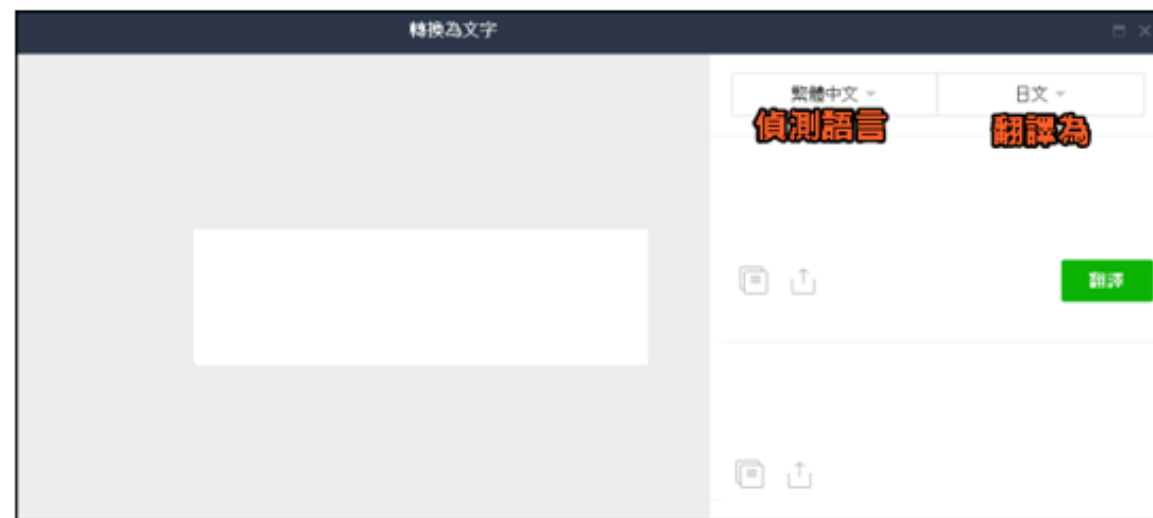 轉換為文字
繁體中文
日文
偵測語言
翻譯為
翻譯